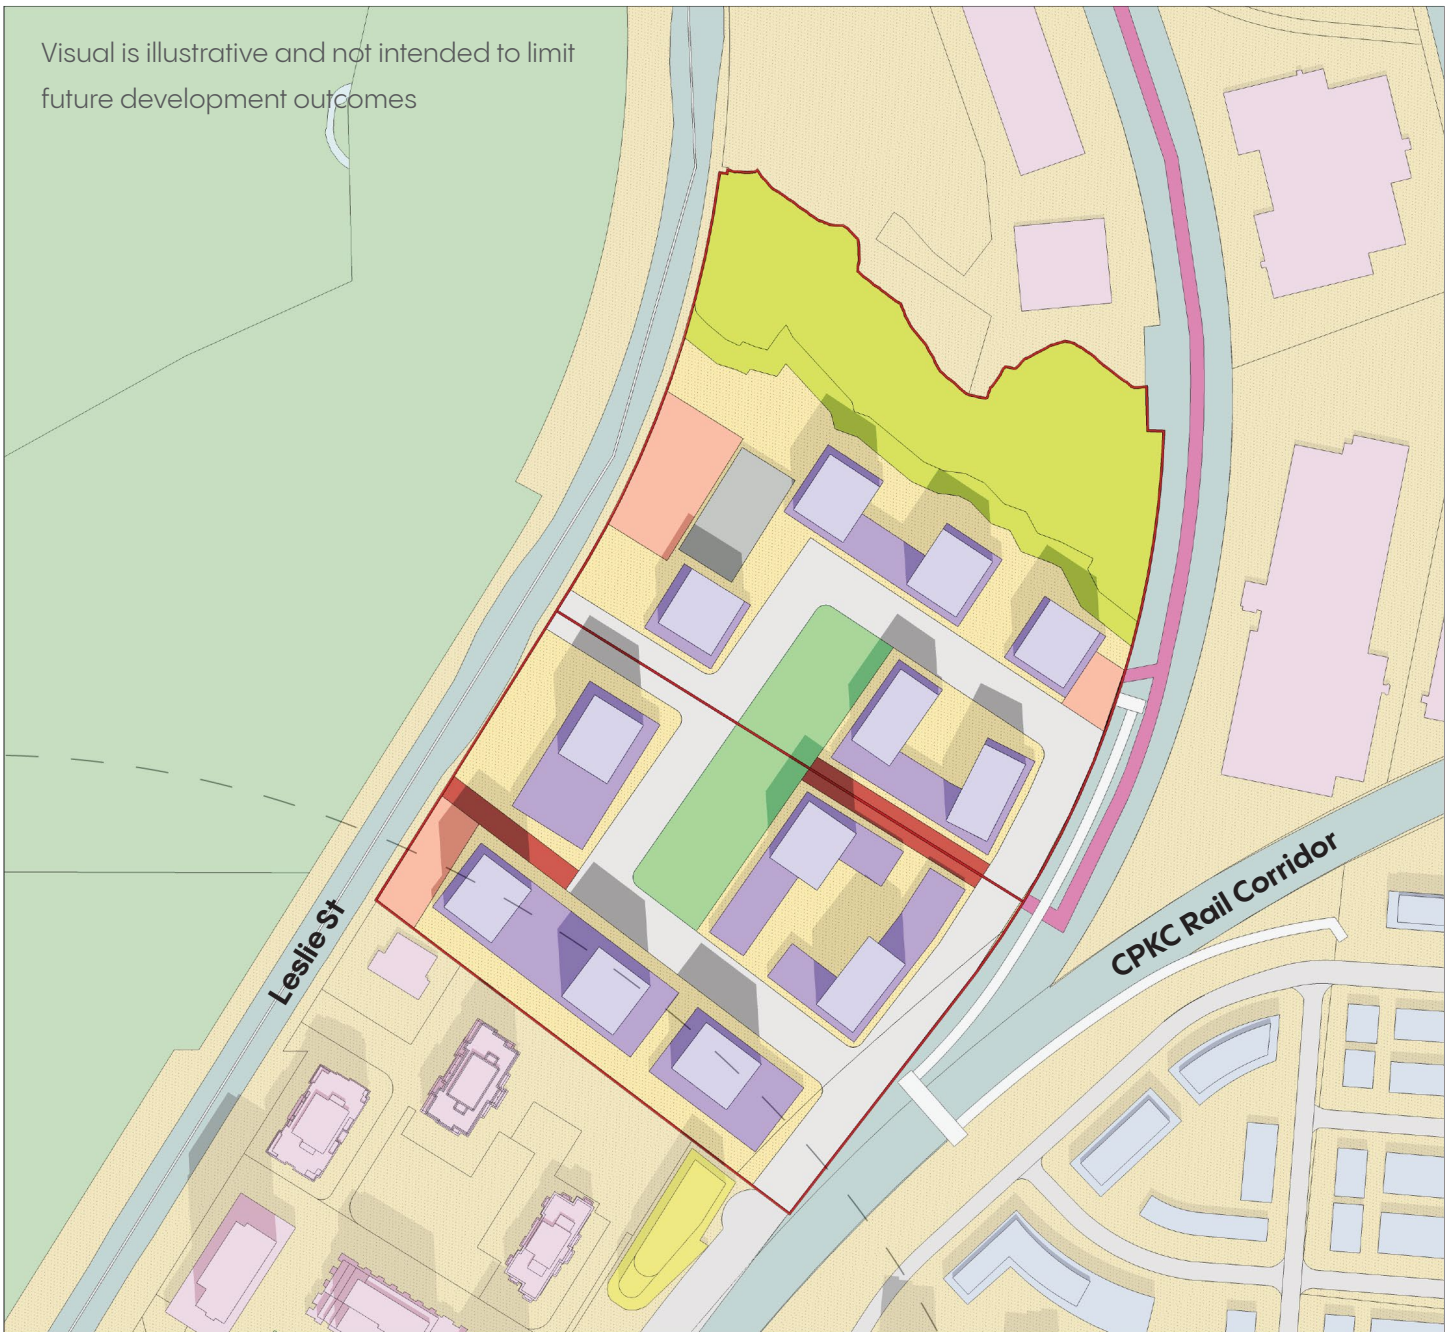 Visual is illustrative and not intended to limit
future development outcomes
CPKC Rail Corridor
Leslie St